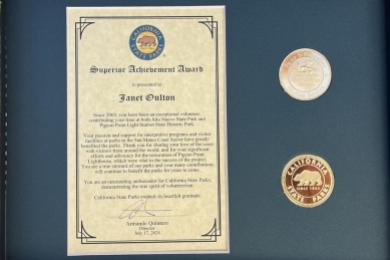 CALIFORNIA
STATE PARKS
Superior Achievement Award
is presented to
Janet Oulton
Since 2003, you have been an exceptional volunteer
contributing your time at both Año Nuevo State Park and
Pigeon Point Light Station State Historic Park.
Your passion and support for interpretive programs and visitor
facilities at parks in the San Mateo Coast Sector have greatly
benefited the parks. Thank you for sharing your love of the coast
with visitors from around the world, and for your significant
efforts and advocacy for the restoration of Pigeon Point
Lighthouse, which were vital to the success of the project.
You are a true steward of our parks and your many contributions
will continue to benefit the parks for years to come.
You are an outstanding ambassador for California State Parks,
demonstrating the true spirit of volunteerism.
California State Parks extends its heartfelt gratitude.
Armando Quintero
Director
July 17, 2024
CALIFORNIA
SINCE 1864
STATE PARKS